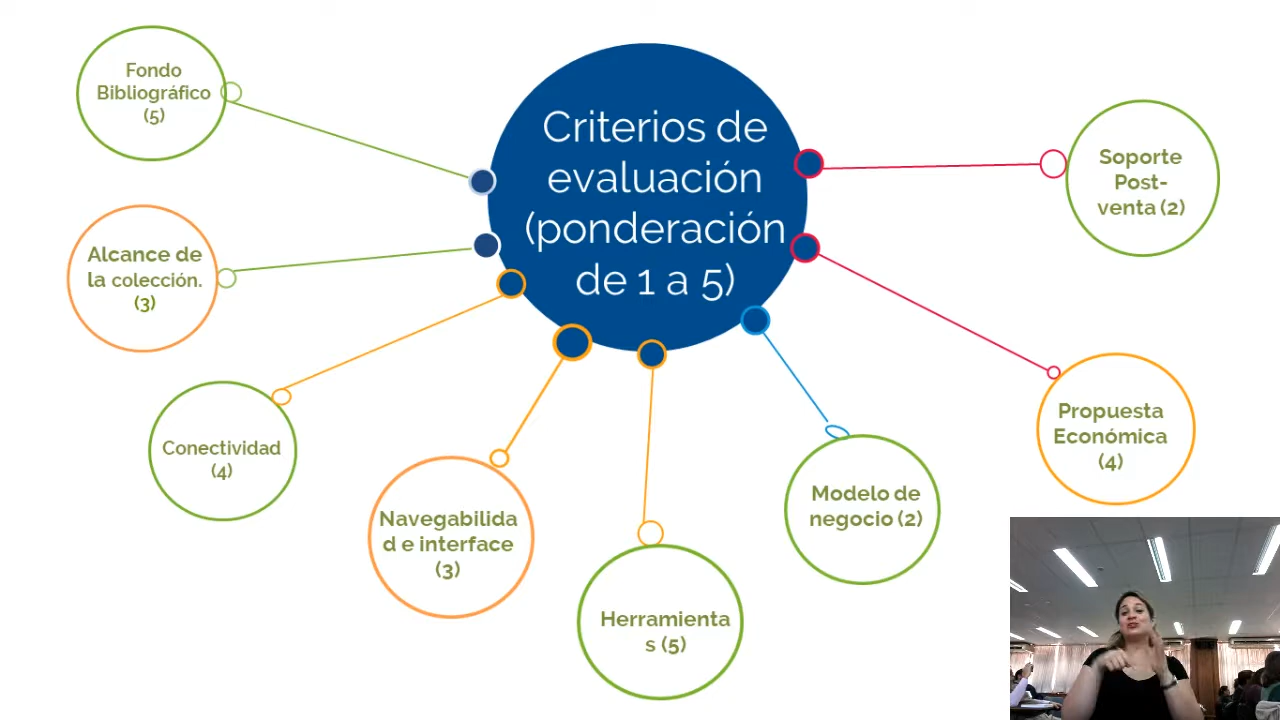 Criterios de
evaluación
(ponderación
de 1 a 5)
Fondo
Bibliográfico
(5)
Alcance de
la colección.
(3)
Conectividad
(4)
Navegabilida
d e interface
(3)
Herramienta
s (5)
Modelo de
negocio (2)
Propuesta
Económica
(4)
Soporte
Post-
venta (2)